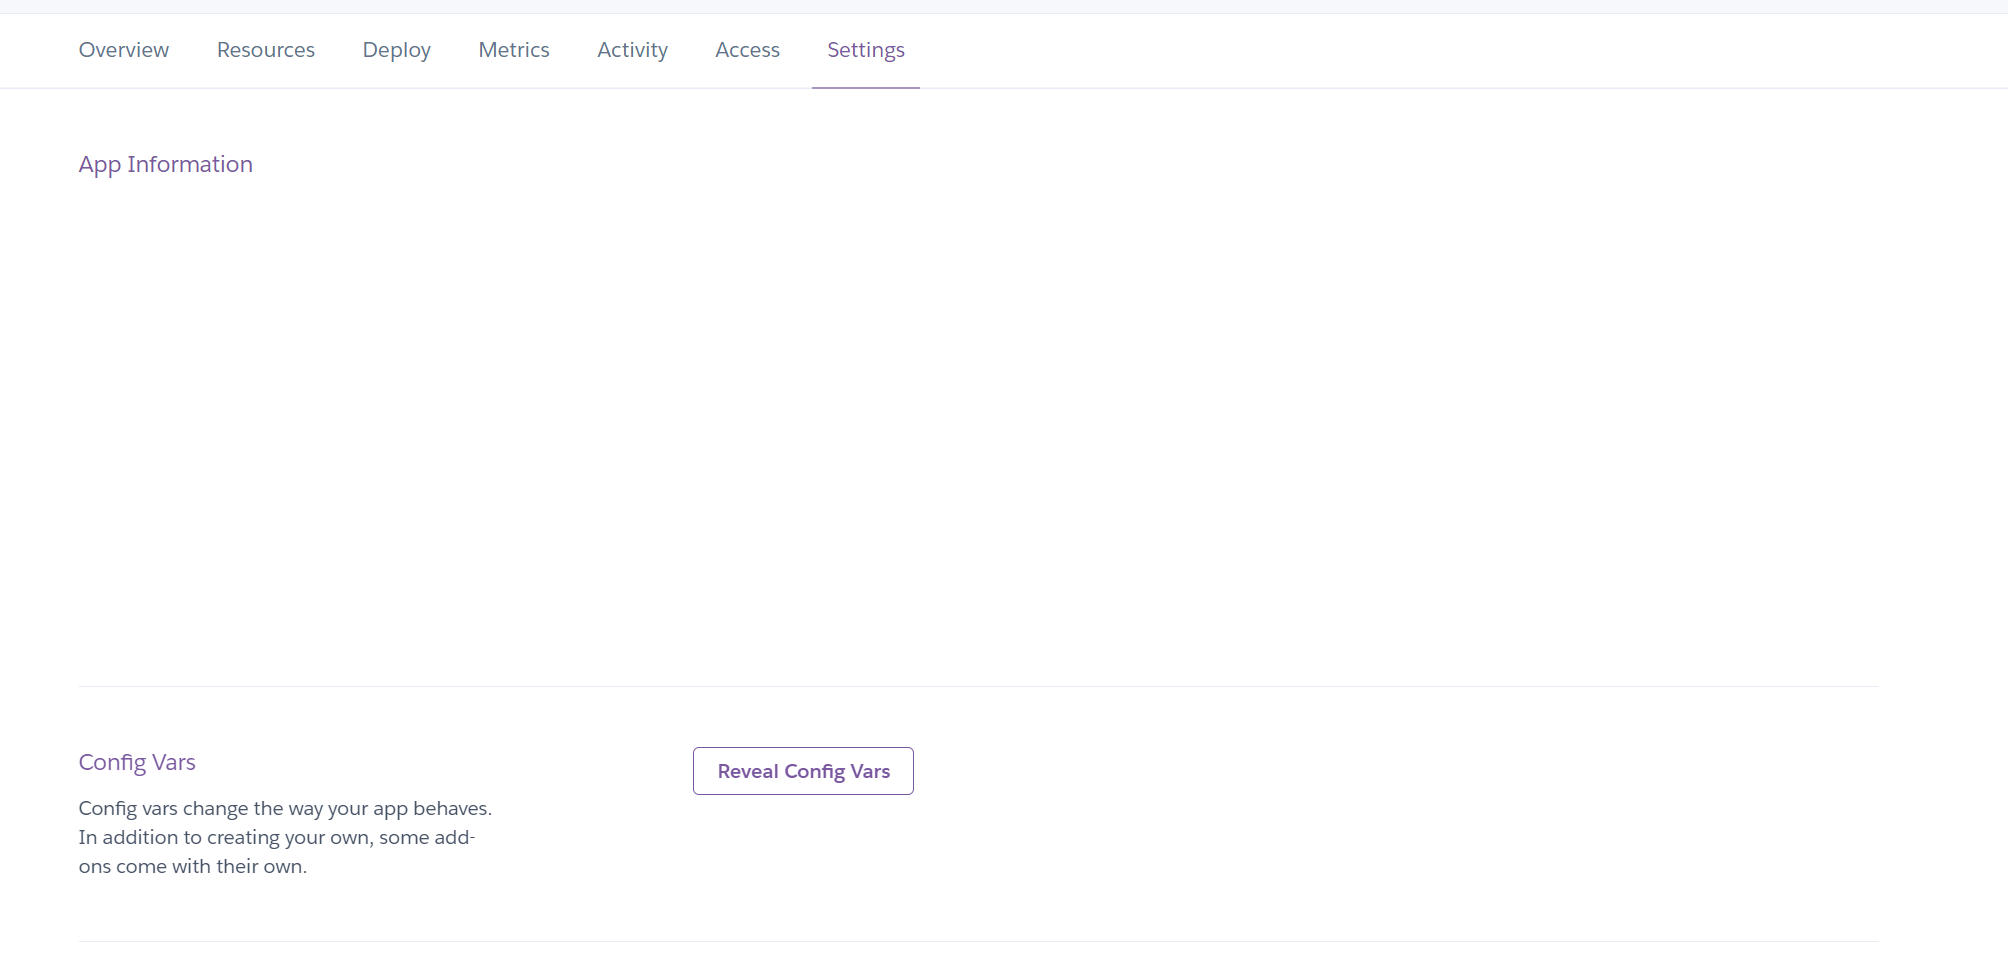 Overview Resources Deploy Metrics Activity Access Settings
App Information
Config Vars
Reveal Config Vars
Config vars change the way your app behaves.
In addition to creating your own, some add-
ons come with their own.